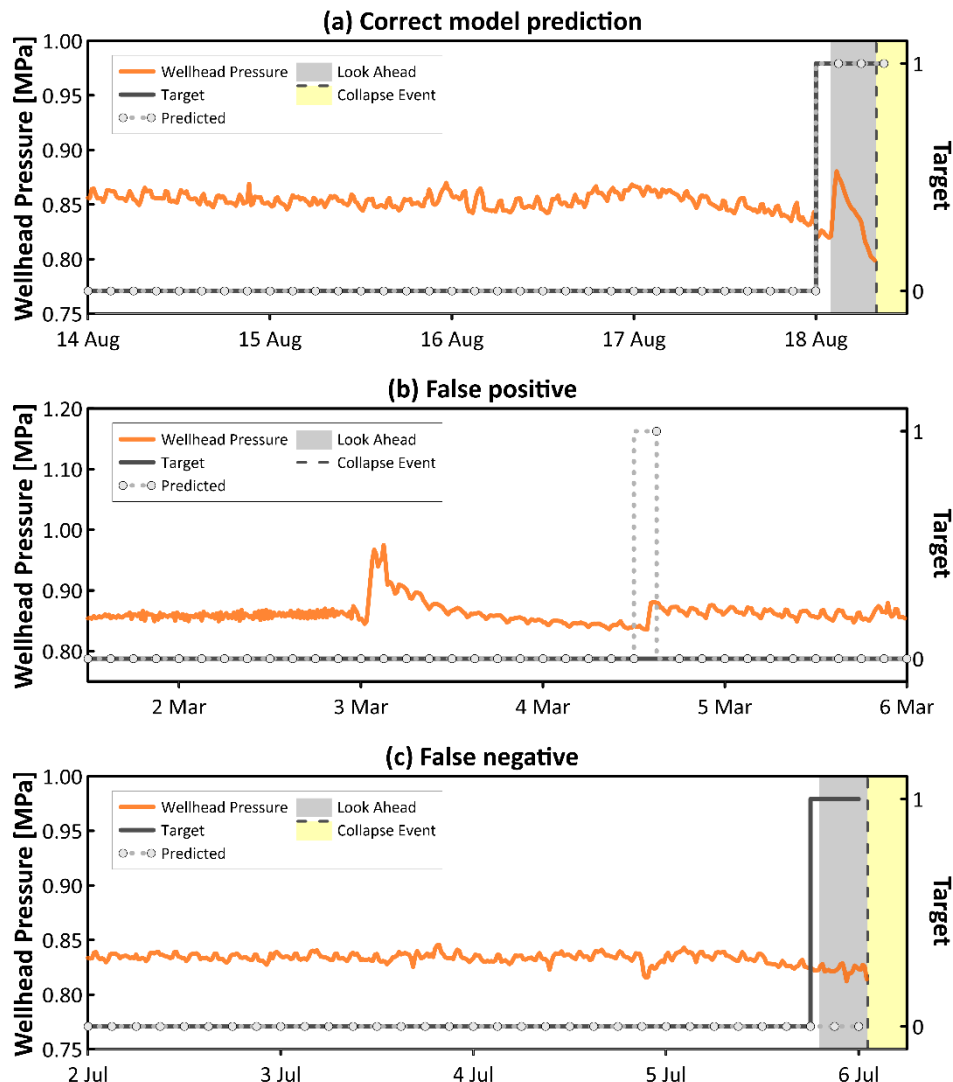 (a) Correct model prediction
Wellhead Pressure [MPa]
1.00
0.95
0.90
0.85
0.80
0.75
Wellhead Pressure
Target
Predicted
Look Ahead
Collapse Event
1
0
Target
14 Aug 15 Aug 16 Aug 17 Aug 18 Aug
(b) False positive
Wellhead Pressure [MPa]
1.20
1.10
1.00
0.90
0.80
Wellhead Pressure
Target
Predicted
Look Ahead
Collapse Event
1
0
Target
2 Mar 3 Mar 4 Mar 5 Mar 6 Mar
(c) False negative
Wellhead Pressure [MPa]
1.00
0.95
0.90
0.85
0.80
0.75
Wellhead Pressure
Target
Predicted
Look Ahead
Collapse Event
1
0
Target
2 Jul 3 Jul 4 Jul 5 Jul 6 Jul